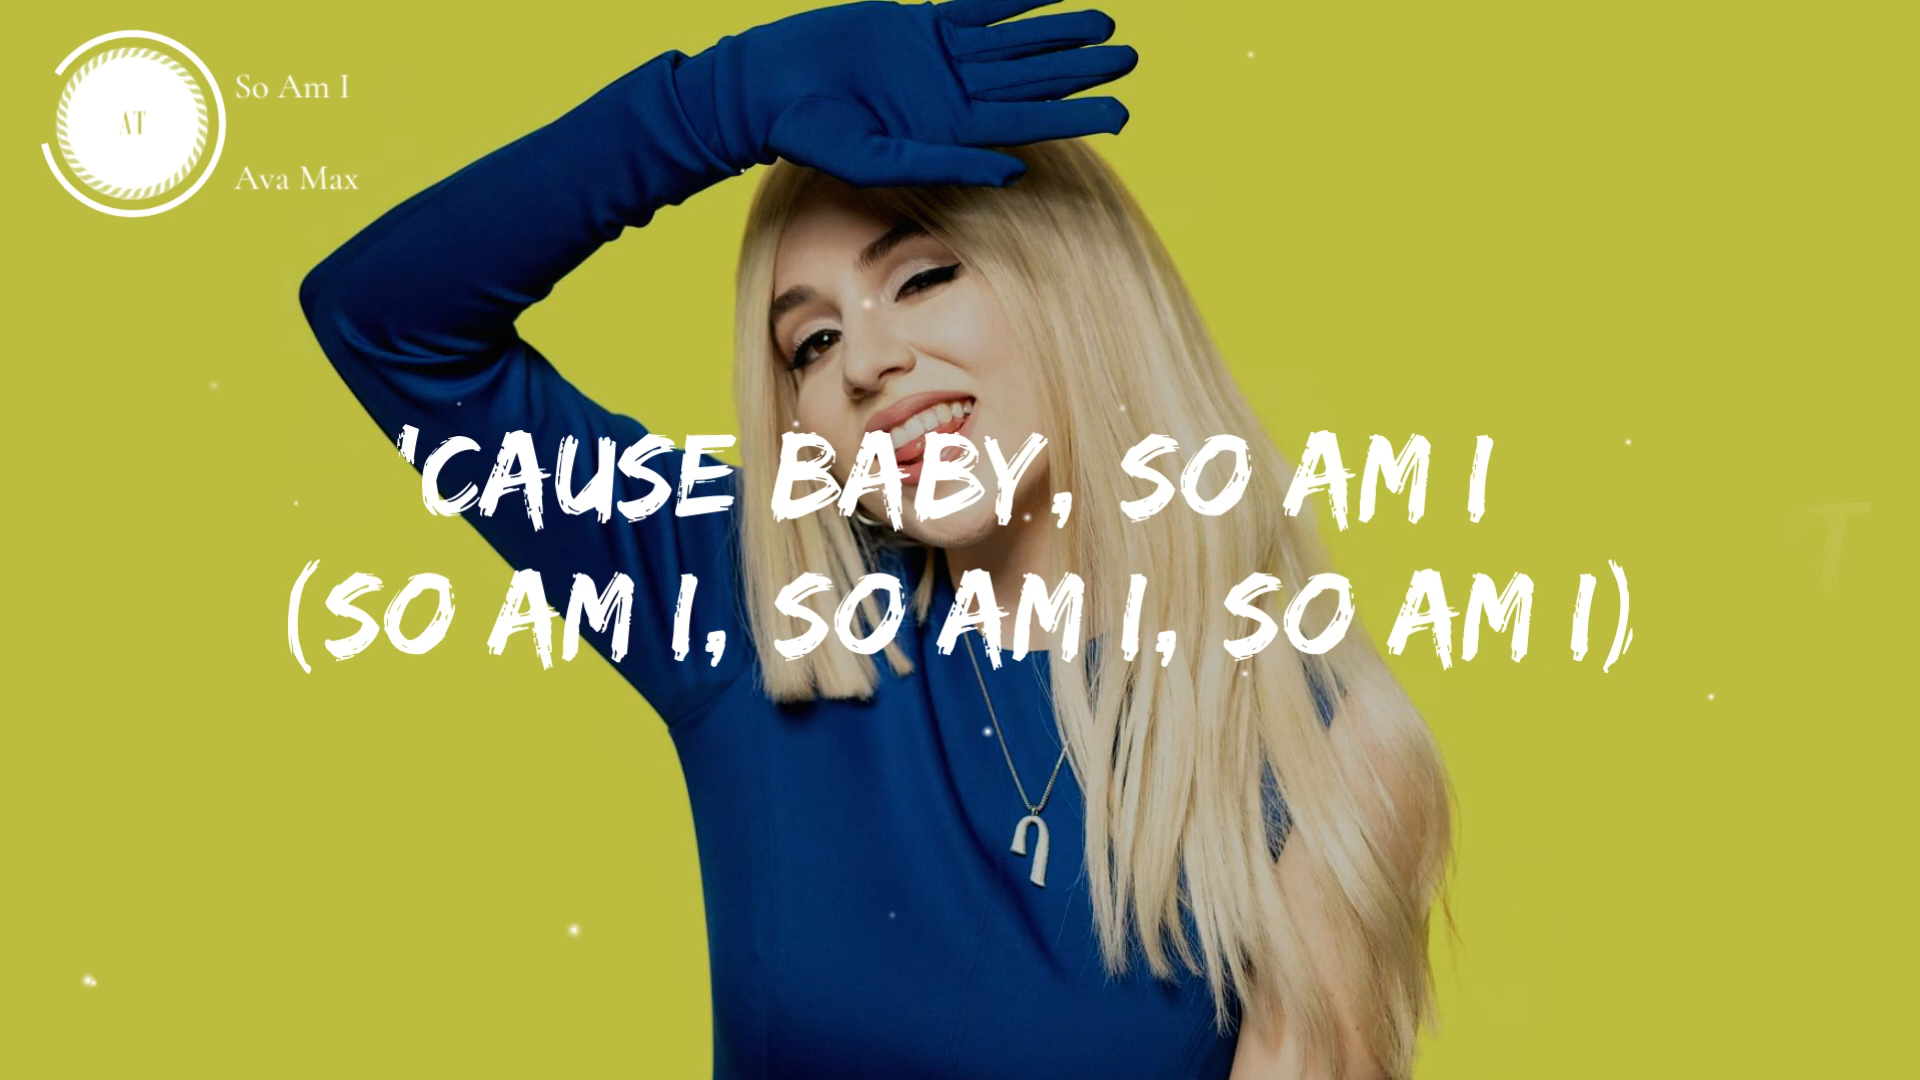 So Am I
AT
Ava Max
'CAUSE BABY, SO AM I
(SO AM I, SO AM I, SO AM I)